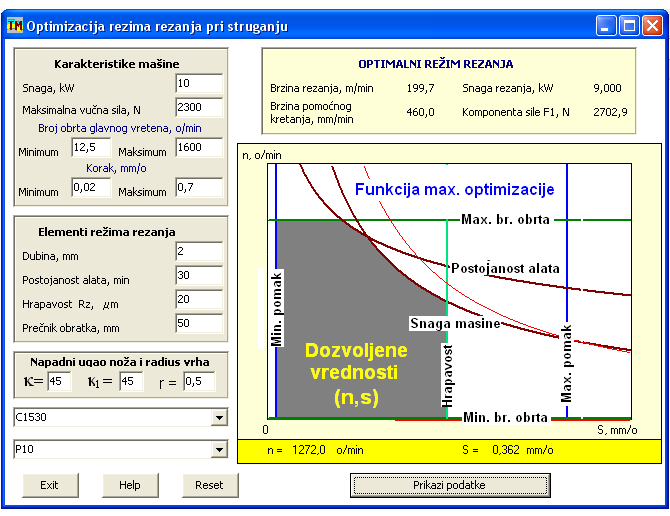 TM Optimizacija rezima rezanja pri struganju
Karakteristike mašine
Snaga, kW 10
Maksimalna vučna sila, N 2300
Broj obrta glavnog vretena, o/min
Minimum 12,5 Maksimum 1600
Korak, mm/o
Minimum 0,02 Maksimum 0,7
Elementi režima rezanja
Dubina, mm 2
Postojanost alata, min 30
Hrapavost Rz, μm 20
Prečnik obratka, mm 50
Napadni ugao noža i radius vrha
κ= 45 κ1= 45 r = 0,5
C1530
P10
Exit Help Reset
OPTIMALNI REŽIM REZANJA
Brzina rezanja, m/min 199,7 Snaga rezanja, kW 9,000
Brzina pomoćnog
kretanja, mm/min 460,0 Komponenta sile F1, N 2702,9
n, o/min
Funkcija max. optimizacije
Max. br. obrta
Postojanost alata
Min. pomak
Snaga masine
Dozvoljene
vrednosti
(n,s)
Hrapavost
Max. pomak
Min. br. obrta
0 S, mm/o
n = 1272,0 o/min S = 0,362 mm/o
Prikazi podatke